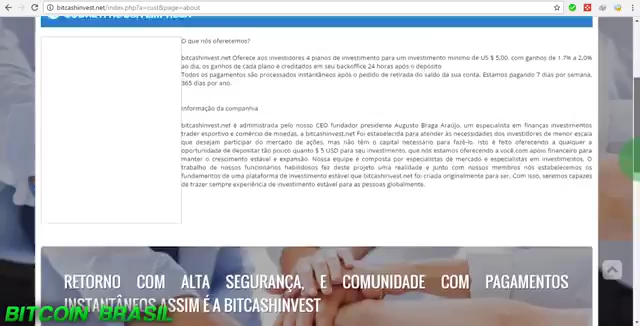 bitcashinvest.net/index.php?a=cust&page=about
O que nós oferecemos?
bitcashinvest.net Oferece aos investidores 4 planos de investimento para um investimento mínimo de US $ 5,00. com ganhos de 1.7% a 2,0%
ao dia, os ganhos de cada plano é creditados em seu backoffice 24 horas após o depósito
Todos os pagamentos são processados instantâneos após o pedido de retirada do saldo da sua conta. Estamos pagando 7 dias por semana,
365 dias por ano.
Informação da companhia
bitcashinvest.net é administrada pelo nosso CEO fundador presidente Augusto Braga Araújo, um especialista em finanças investimentos
trader esportivo e comércio de moedas, a bitcashinvest.net Foi estabelecida para atender às necessidades dos investidores de menor escala
que desejam participar do mercado de ações, mas não têm o capital necessário para fazê-lo. Isto é feito oferecendo a qualquer a
oportunidade de depositar tão pouco quanto $ 5 USD para seu investimento, que nós estamos oferecendo a você.com apoio financeiro para
manter o crescimento estável e expansão. Nossa equipe é composta por especialistas de mercado e especialistas em investimentos. O
trabalho de nossos funcionários habilidosos fez deste projeto uma realidade e junto com nossos membros nós estabelecemos os
fundamentos de uma plataforma de investimento estável que bitcashinvest.net foi criada originalmente para ser. Com isso, seremos capazes
de trazer sempre experiência de investimento estável para as pessoas globalmente.
RETORNO COM ALTA SEGURANÇA, E COMUNIDADE COM PAGAMENTOS
INSTANTÂNEOS ASSIM É A BITCASHINVEST
BITCOIN BRASIL